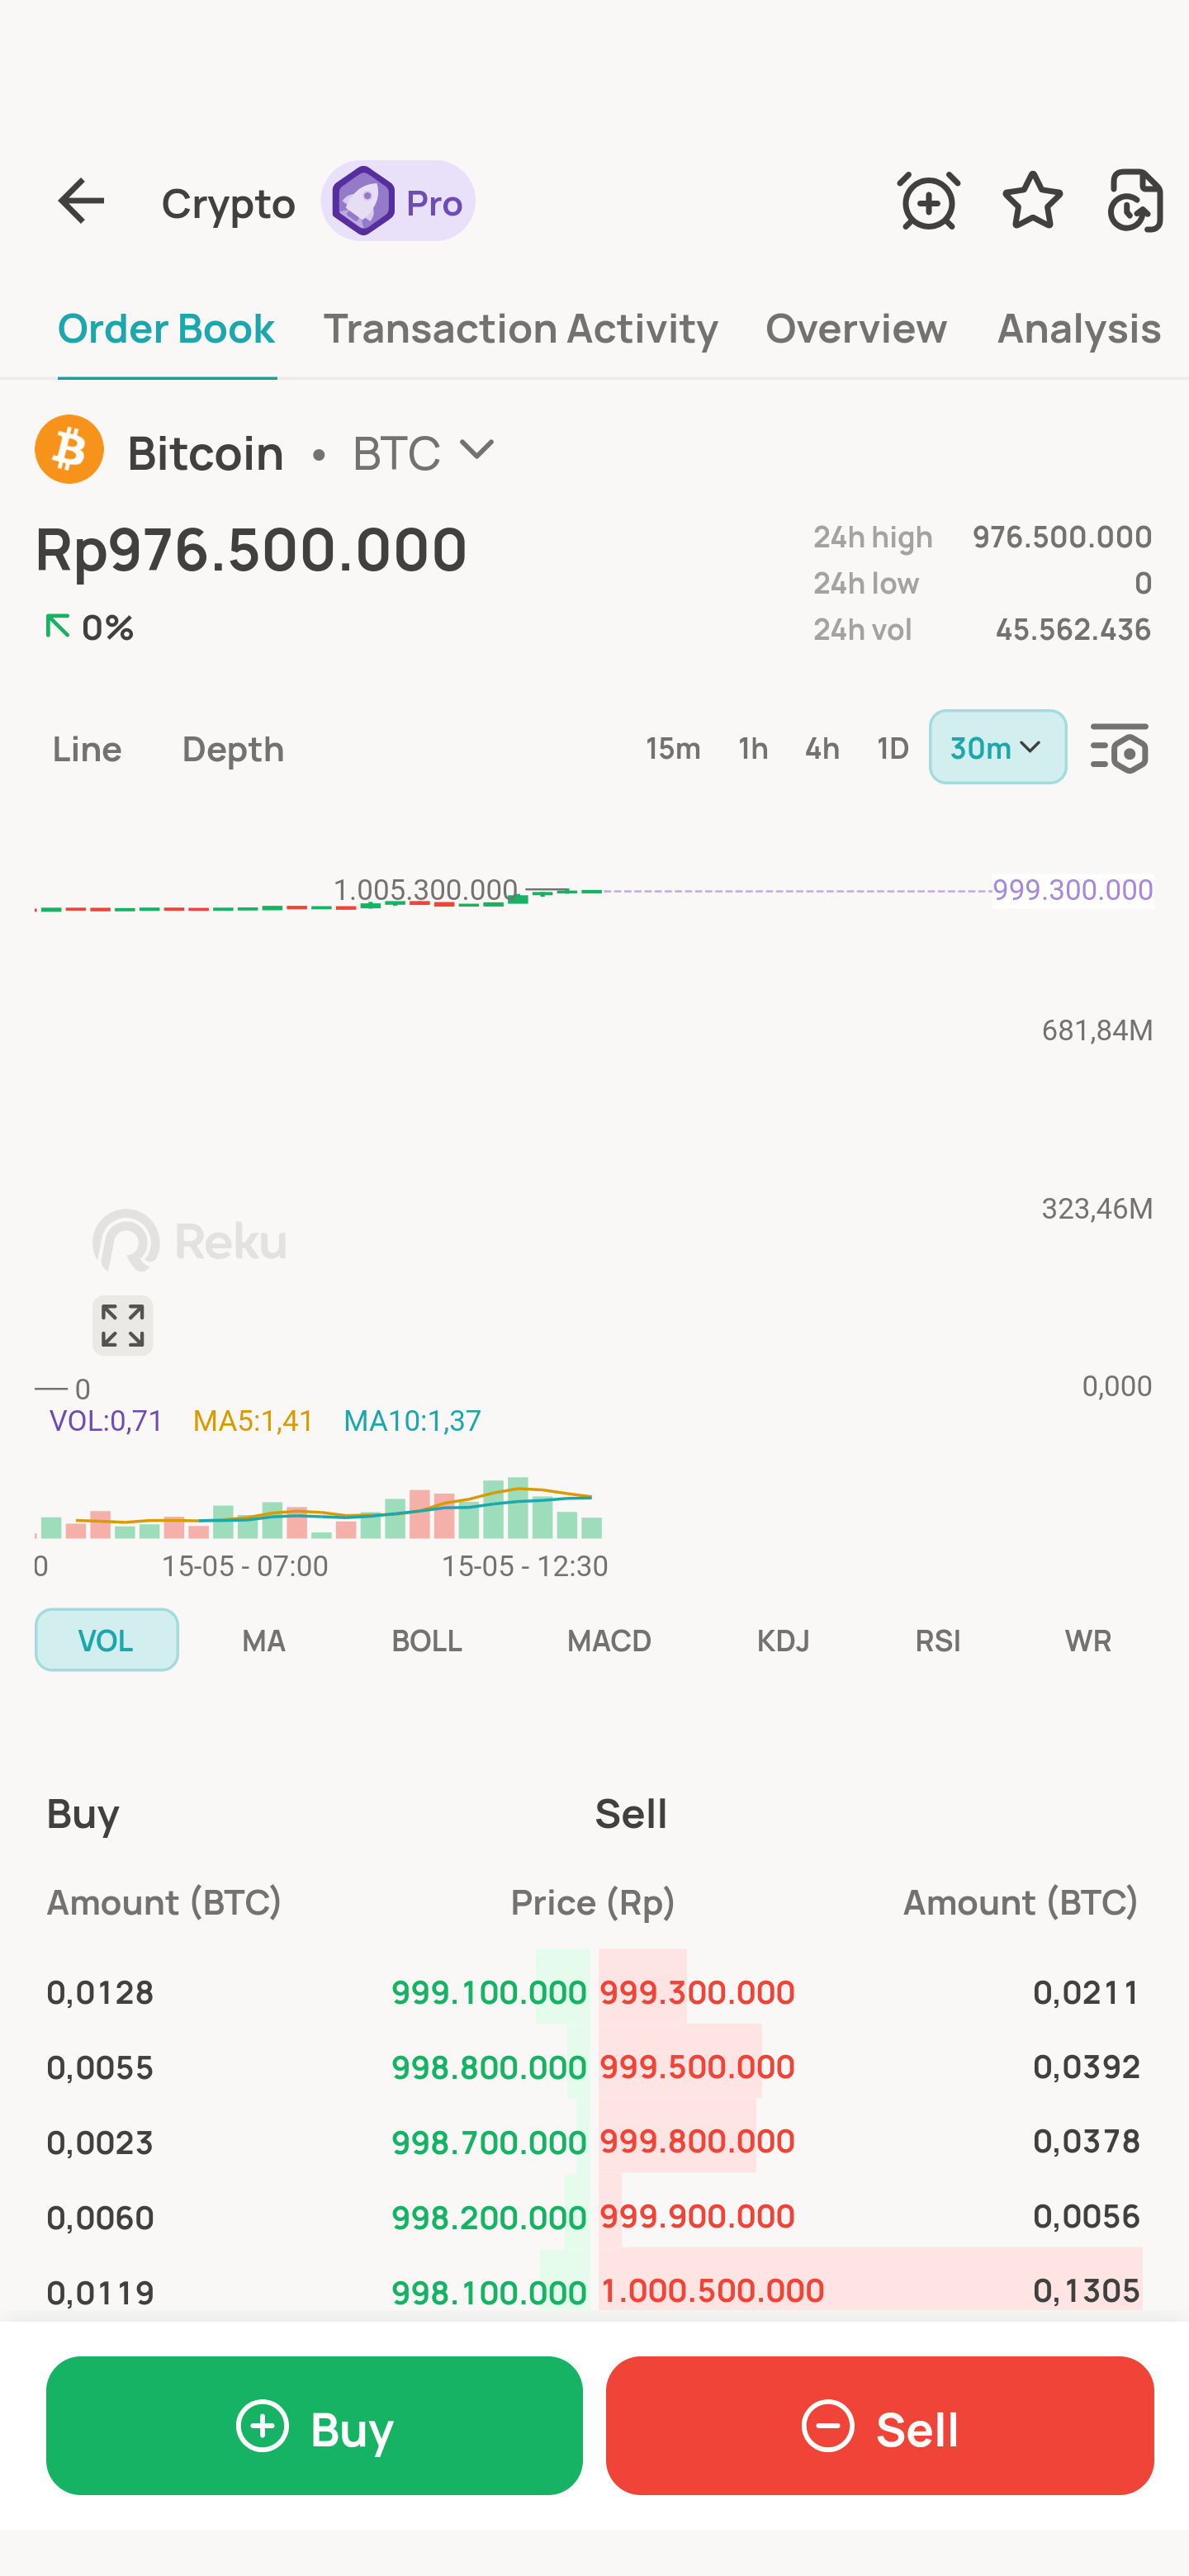 Crypto Pro
Order Book Transaction Activity Overview Analysis
Bitcoin • BTC
Rp976.500.000
0%
24h high 976.500.000
24h low 0
24h vol 45.562.436
Line Depth 15m 1h 4h 1D 30m
1.005.300.000 999.300.000
681,84M
323,46M
Reku
0 0,000
VOL:0,71 MA5:1,41 MA10:1,37
0 15-05 - 07:00 15-05 - 12:30
VOL MA BOLL MACD KDJ RSI WR
Buy Sell
Amount (BTC) Price (Rp) Amount (BTC)
0,0128 999.100.000 999.300.000 0,0211
0,0055 998.800.000 999.500.000 0,0392
0,0023 998.700.000 999.800.000 0,0378
0,0060 998.200.000 999.900.000 0,0056
0,0119 998.100.000 1.000.500.000 0,1305
Buy Sell